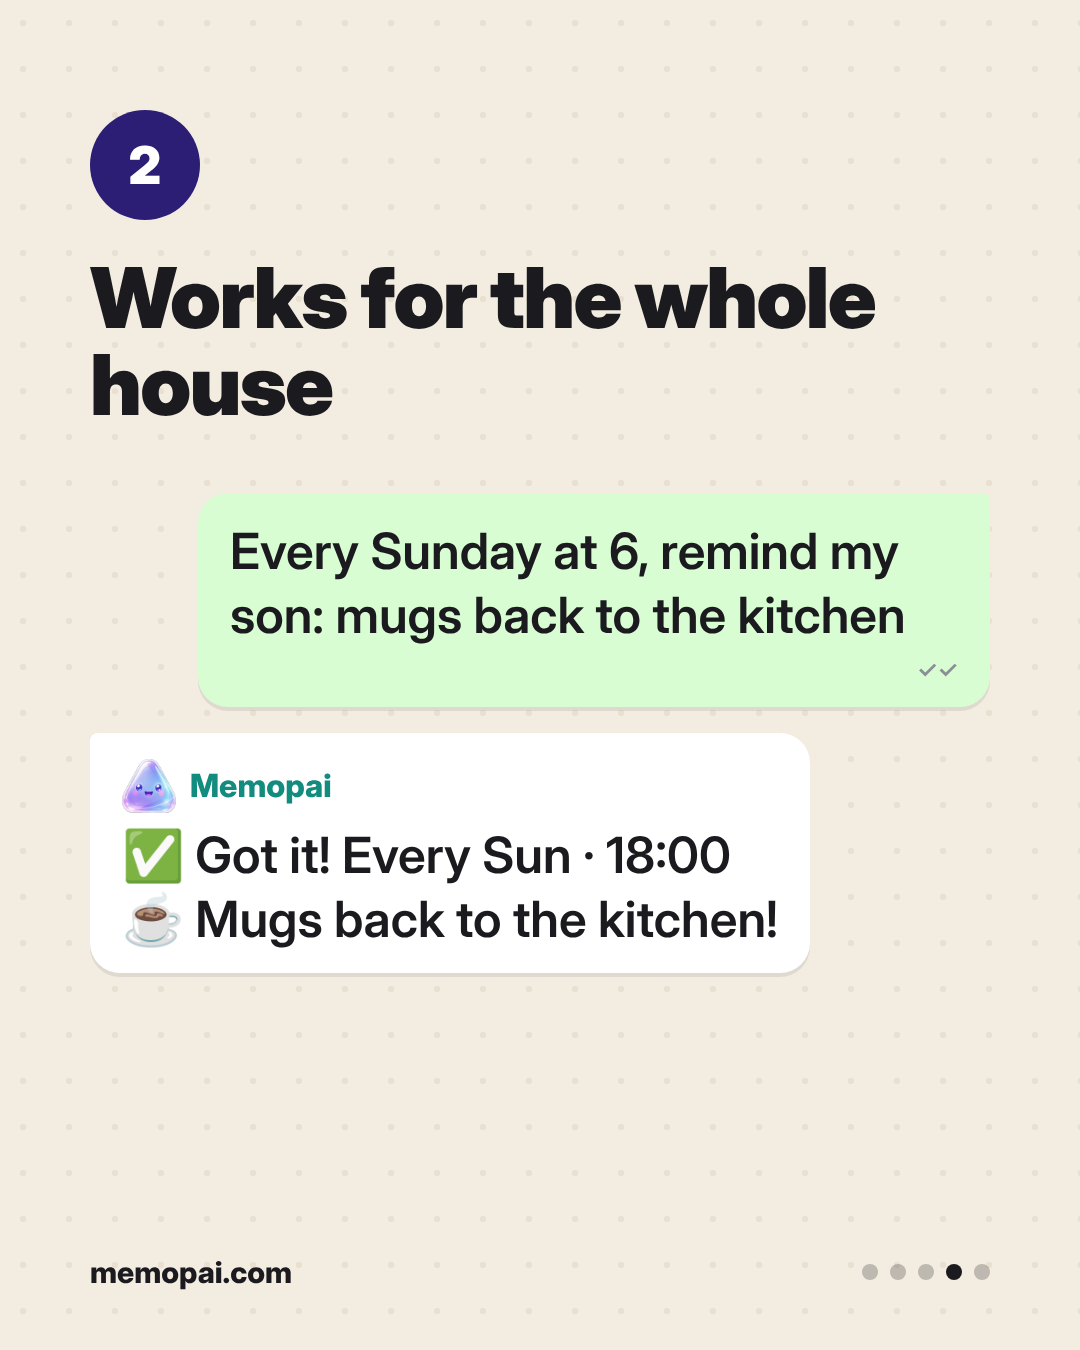 2
Works for the whole
house
Every Sunday at 6, remind my
son: mugs back to the kitchen
Memopai
✅ Got it! Every Sun · 18:00
☕ Mugs back to the kitchen!
memopai.com